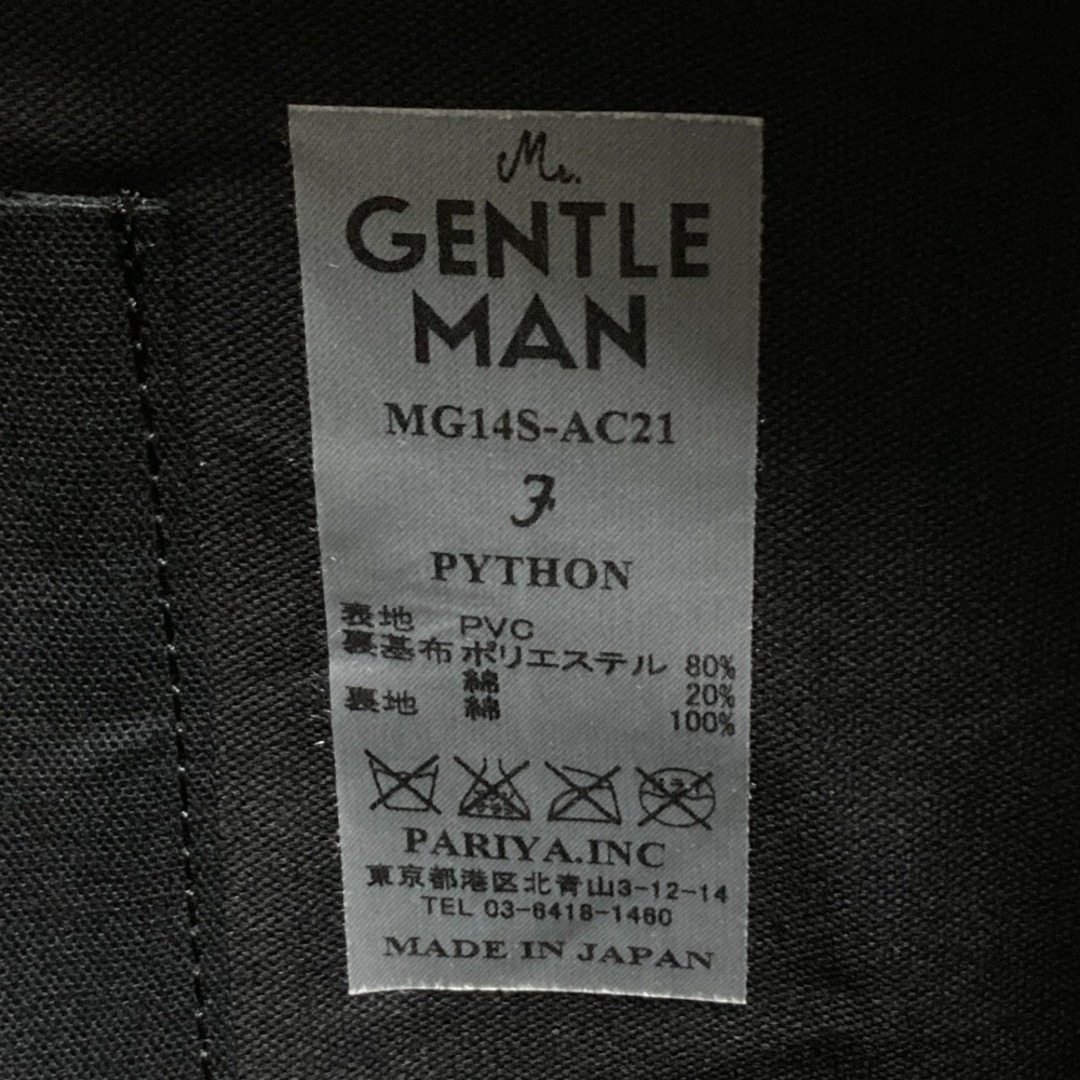 Mr.
GENTLE
MAN
MG14S-AC21
F
PYTHON
表地 PVC
裏基布 ポリエステル 80%
綿 20%
裏地 綿 100%
PARIYA.INC
東京都港区北青山3-12-14
TEL 03-6418-1460
MADE IN JAPAN